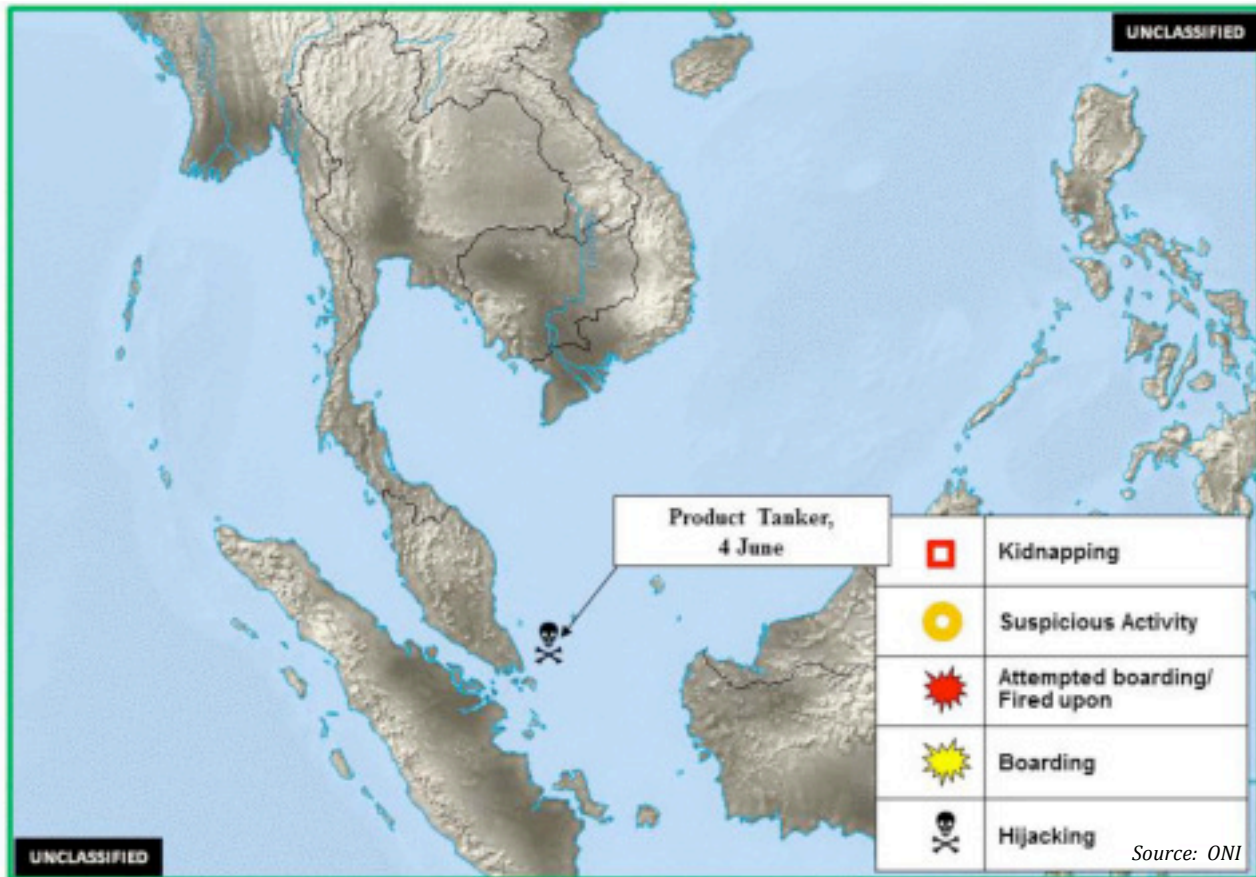 UNCLASSIFIED
Product Tanker,
4 June
Kidnapping
Suspicious Activity
Attempted boarding/
Fired upon
Boarding
Hijacking
Source: ONI
UNCLASSIFIED